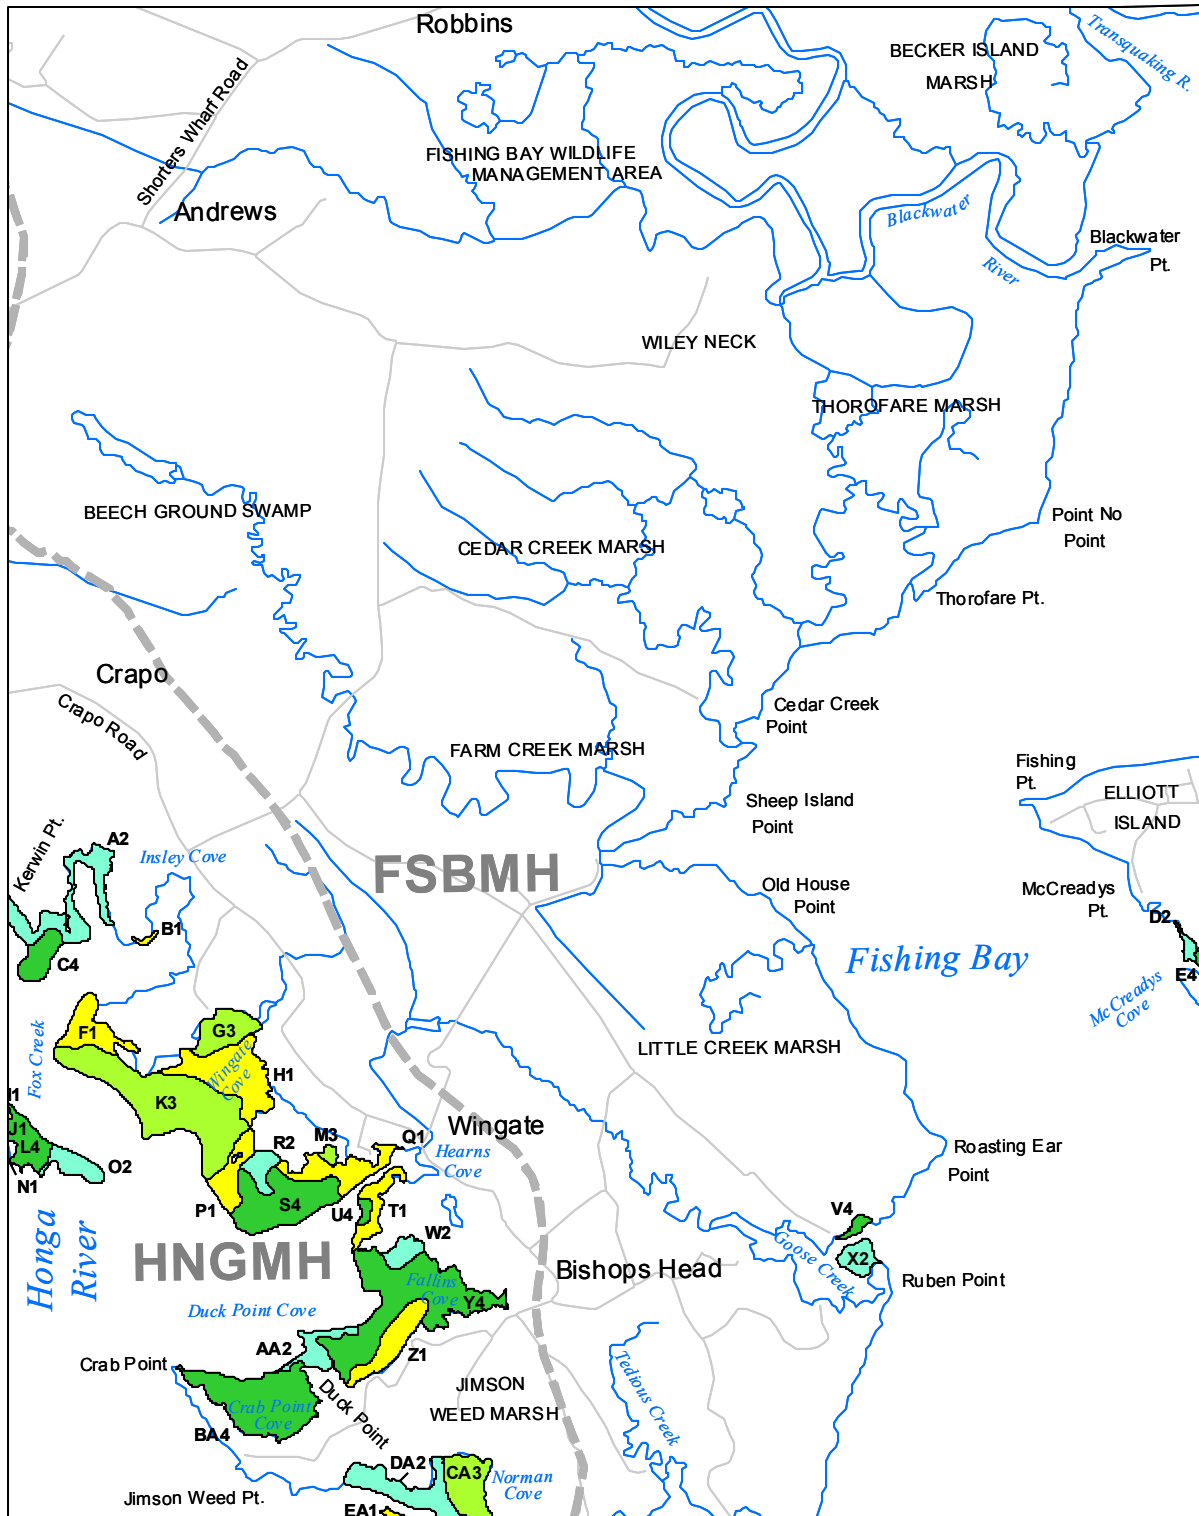 Robbins
BECKER ISLAND
MARSH
Transquaking R.
Shorters Wharf Road
FISHING BAY WILDLIFE
MANAGEMENT AREA
Andrews
Blackwater
River
Blackwater
Pt.
WILEY NECK
THOROFARE MARSH
BEECH GROUND SWAMP
CEDAR CREEK MARSH
Point No
Point
Thorofare Pt.
Crapo
Crapo Road
Cedar Creek
Point
FARM CREEK MARSH
Fishing
Pt.
ELLIOTT
ISLAND
Sheep Island
Point
Kerwin Pt.
A2
Insley Cove
FSBMH
Old House
Point
McCreadys
Pt.
B1
D2
C4
Fishing Bay
E4
McCreadys
Cove
F1
G3
Fox Creek
Wingate
Cove
H1
LITTLE CREEK MARSH
K3
I1
J1
L4
N1
O2
R2
M3
Q1
Wingate
Hearns
Cove
Roasting Ear
Point
P1
S4
U4
T1
V4
W2
Honga
River
HNGMH
Goose Creek
X2
Bishops Head
Ruben Point
Fallins
Cove
Y4
Duck Point Cove
AA2
Z1
Crab Point
Duck Point
JIMSON
WEED MARSH
Tedious Creek
Crab Point
Cove
BA4
DA2
CA3
Norman
Cove
Jimson Weed Pt.
EA1